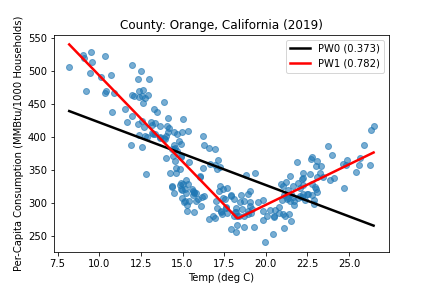 County: Orange, California (2019)
PW0 (0.373)
PW1 (0.782)
Per-Capita Consumption (MMBtu/1000 Households)
550
500
450
400
350
300
250
7.5 10.0 12.5 15.0 17.5 20.0 22.5 25.0
Temp (deg C)